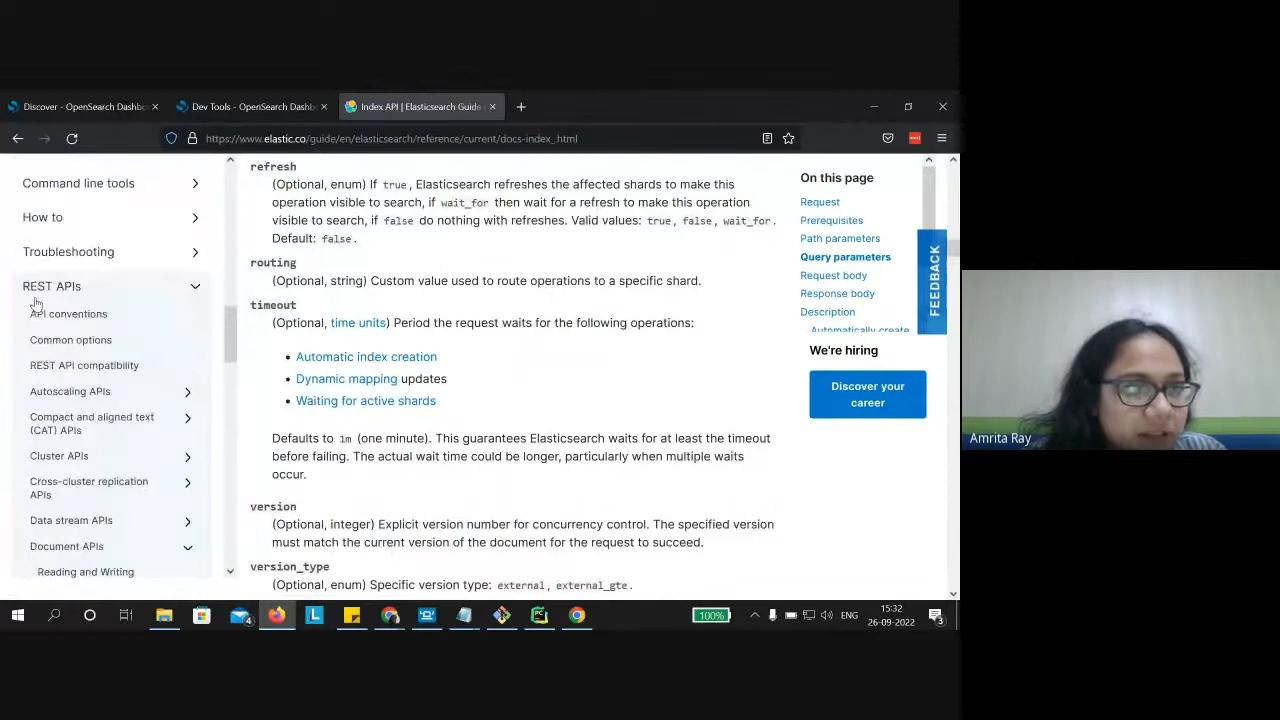 Discover - OpenSearch Dashbo
Dev Tools - OpenSearch Dashb
Index API | Elasticsearch Guide
https://www.elastic.co/guide/en/elasticsearch/reference/current/docs-index_html
Command line tools
How to
Troubleshooting
REST APIs
API conventions
Common options
REST API compatibility
Autoscaling APIs
Compact and aligned text
(CAT) APIs
Cluster APIs
Cross-cluster replication
APIs
Data stream APIs
Document APIs
Reading and Writing
refresh
(Optional, enum) If true, Elasticsearch refreshes the affected shards to make this
operation visible to search, if wait_for then wait for a refresh to make this operation
visible to search, if false do nothing with refreshes. Valid values: true, false, wait_for.
Default: false.
routing
(Optional, string) Custom value used to route operations to a specific shard.
timeout
(Optional, time units) Period the request waits for the following operations:
• Automatic index creation
• Dynamic mapping updates
• Waiting for active shards
Defaults to 1m (one minute). This guarantees Elasticsearch waits for at least the timeout
before failing. The actual wait time could be longer, particularly when multiple waits
occur.
version
(Optional, integer) Explicit version number for concurrency control. The specified version
must match the current version of the document for the request to succeed.
version_type
(Optional, enum) Specific version type: external, external_gte.
On this page
Request
Prerequisites
Path parameters
Query parameters
Request body
Response body
Description
Automatically create
FEEDBACK
We're hiring
Discover your
career
Amrita Ray
4
L
PC
100%
ENG
15:32
26-09-2022
3